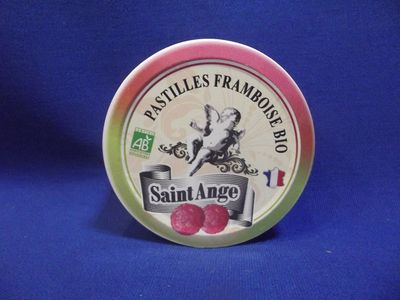 PASTILLES FRAMBOISE BIO
AB
Saint Ange